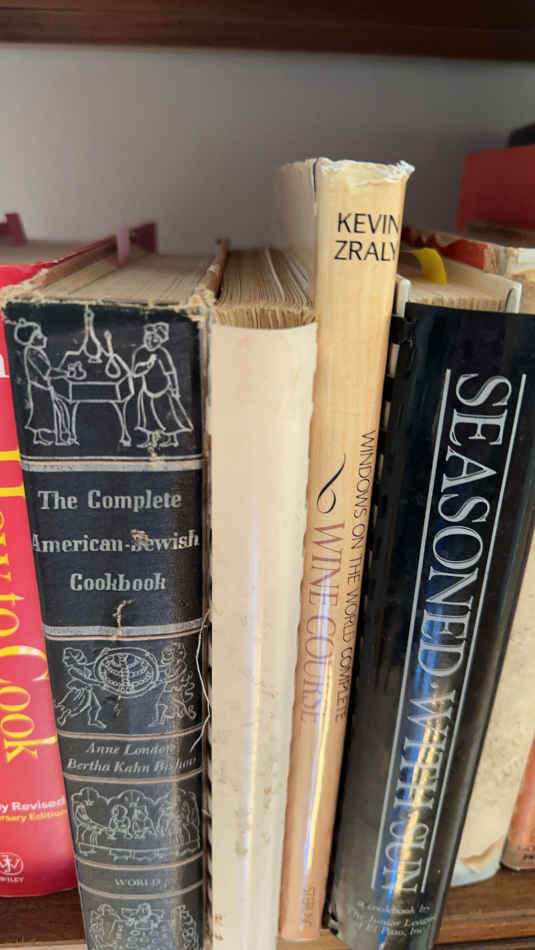 How to Cook
Revised
Edition
WILEY
The Complete
American-Jewish
Cookbook
Anne London
Bertha Kahn Bishov
WORLD
KEVIN
ZRALY
WINDOWS ON THE WORLD COMPLETE
WINE COURSE
SEASONED WITH SUN
a cookbook by
The Junior League
of El Paso, Inc